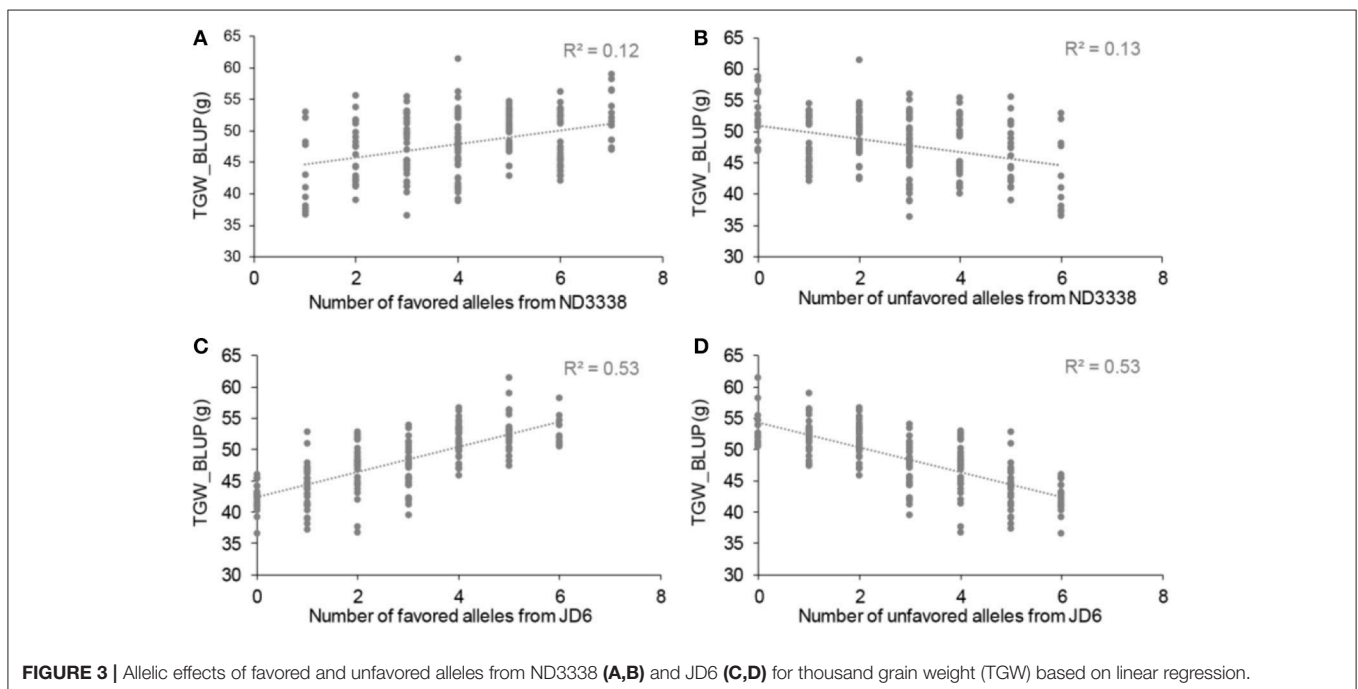 A
R² = 0.12
TGW_BLUP(g)
65
60
55
50
45
40
35
30
0 2 4 6 8
Number of favored alleles from ND3338
B
R² = 0.13
TGW_BLUP(g)
65
60
55
50
45
40
35
30
0 2 4 6 8
Number of unfavored alleles from ND3338
C
R² = 0.53
TGW_BLUP(g)
65
60
55
50
45
40
35
30
0 2 4 6 8
Number of favored alleles from JD6
D
R² = 0.53
TGW_BLUP(g)
65
60
55
50
45
40
35
30
0 2 4 6 8
Number of unfavored alleles from JD6
FIGURE 3 | Allelic effects of favored and unfavored alleles from ND3338 (A,B) and JD6 (C,D) for thousand grain weight (TGW) based on linear regression.